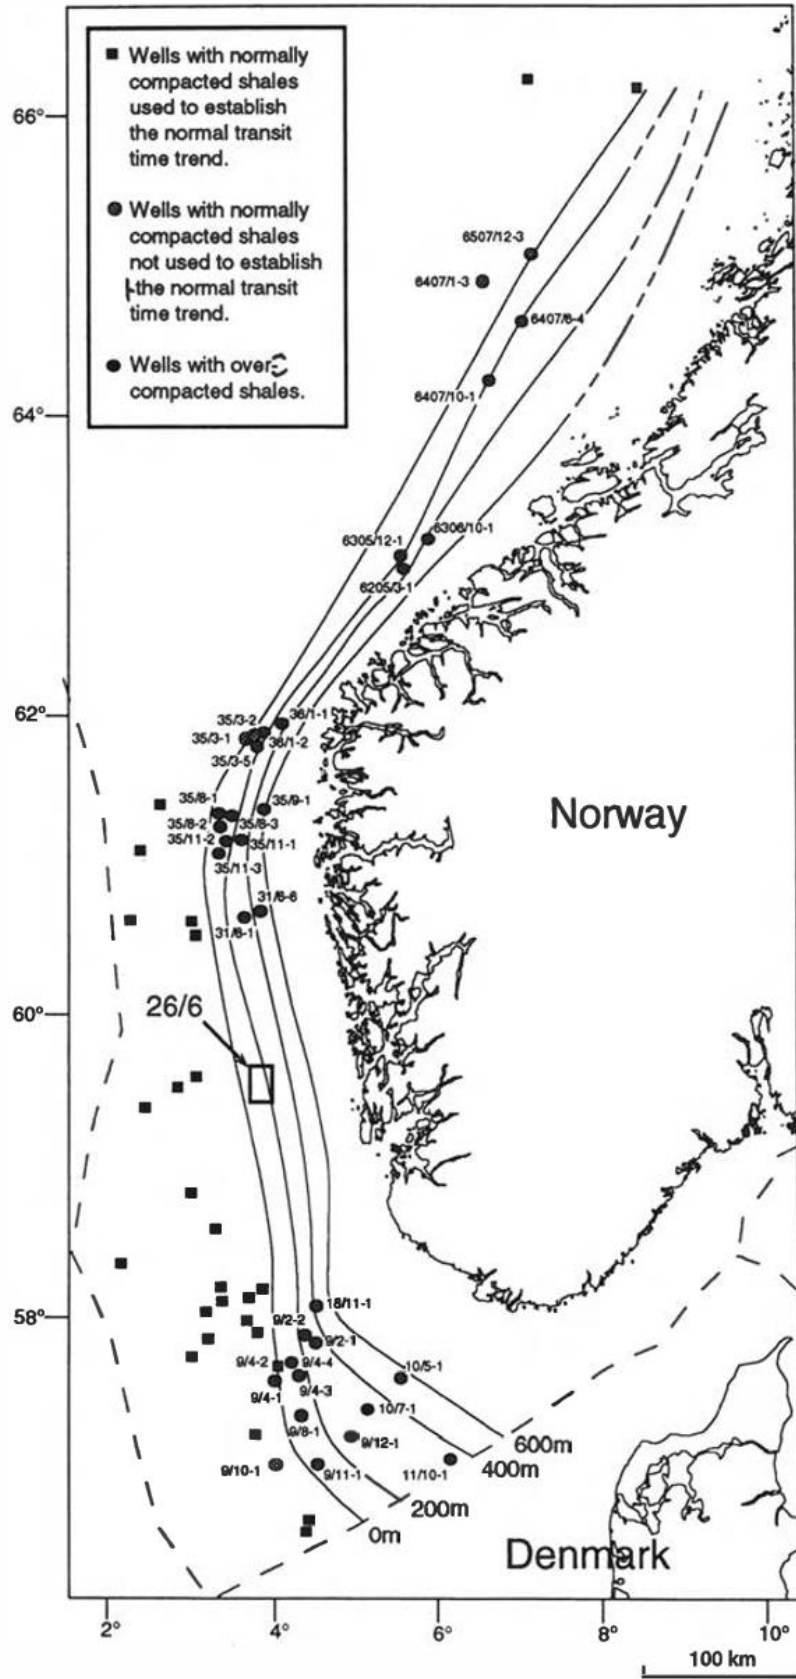 Wells with normally
compacted shales
used to establish
the normal transit
time trend.
Wells with normally
compacted shales
not used to establish
the normal transit
time trend.
Wells with over
compacted shales.
66°
64°
62°
60°
58°
6507/12-3
6407/1-3
6407/6-4
6407/10-1
6306/10-1
6305/12-1
6205/3-1
36/1-1
35/3-2
35/3-1
36/1-2
35/3-5
35/8-1
35/9-1
35/8-2
35/8-3
35/11-2
35/11-1
35/11-3
31/6-6
31/6-1
Norway
26/6
18/11-1
9/2-2
9/2-1
9/4-2
9/4-4
10/5-1
9/4-1
9/4-3
10/7-1
9/8-1
9/12-1
9/10-1
9/11-1
11/10-1
600m
400m
200m
0m
Denmark
2°
4°
6°
8°
10°
100 km